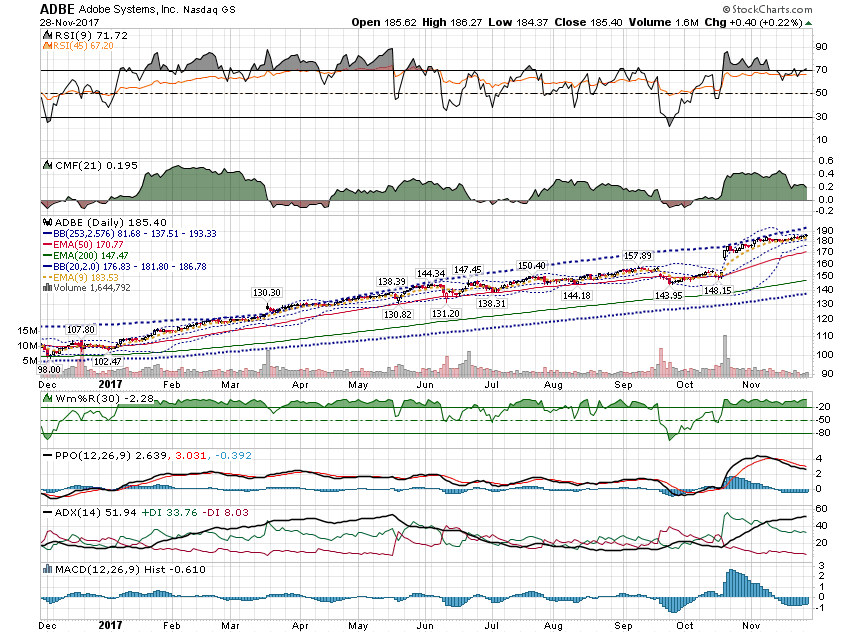 ADBE Adobe Systems, Inc. Nasdaq GS © StockCharts.com
28-Nov-2017 Open 185.62 High 186.27 Low 184.37 Close 185.40 Volume 1.6M Chg +0.40 (+0.22%)
RSI(9) 71.72
RSI(45) 67.20
90
70
50
30
10
CMF(21) 0.195
0.6
0.4
0.2
0.0
-0.2
ADBE (Daily) 185.40
BB(253,2.576) 81.68 - 137.51 - 193.33
EMA(50) 170.77
EMA(200) 147.47
BB(20,2.0) 176.83 - 181.80 - 186.78
EMA(9) 183.53
Volume 1,644,792
190
180
170
160
150
140
130
120
110
100
90
15M
10M
5M
98.00
107.80
102.47
130.30
138.39
130.82
144.34
131.20
147.45
138.31
150.40
144.18
157.89
143.95
148.15
Dec 2017 Feb Mar Apr May Jun Jul Aug Sep Oct Nov
Wm%R(30) -2.28
-20
-50
-80
PPO(12,26,9) 2.639, 3.031, -0.392
4
2
0
ADX(14) 51.94 +DI 33.76 -DI 8.03
60
40
20
MACD(12,26,9) Hist -0.610
3
2
1
0
-1
Dec 2017 Feb Mar Apr May Jun Jul Aug Sep Oct Nov